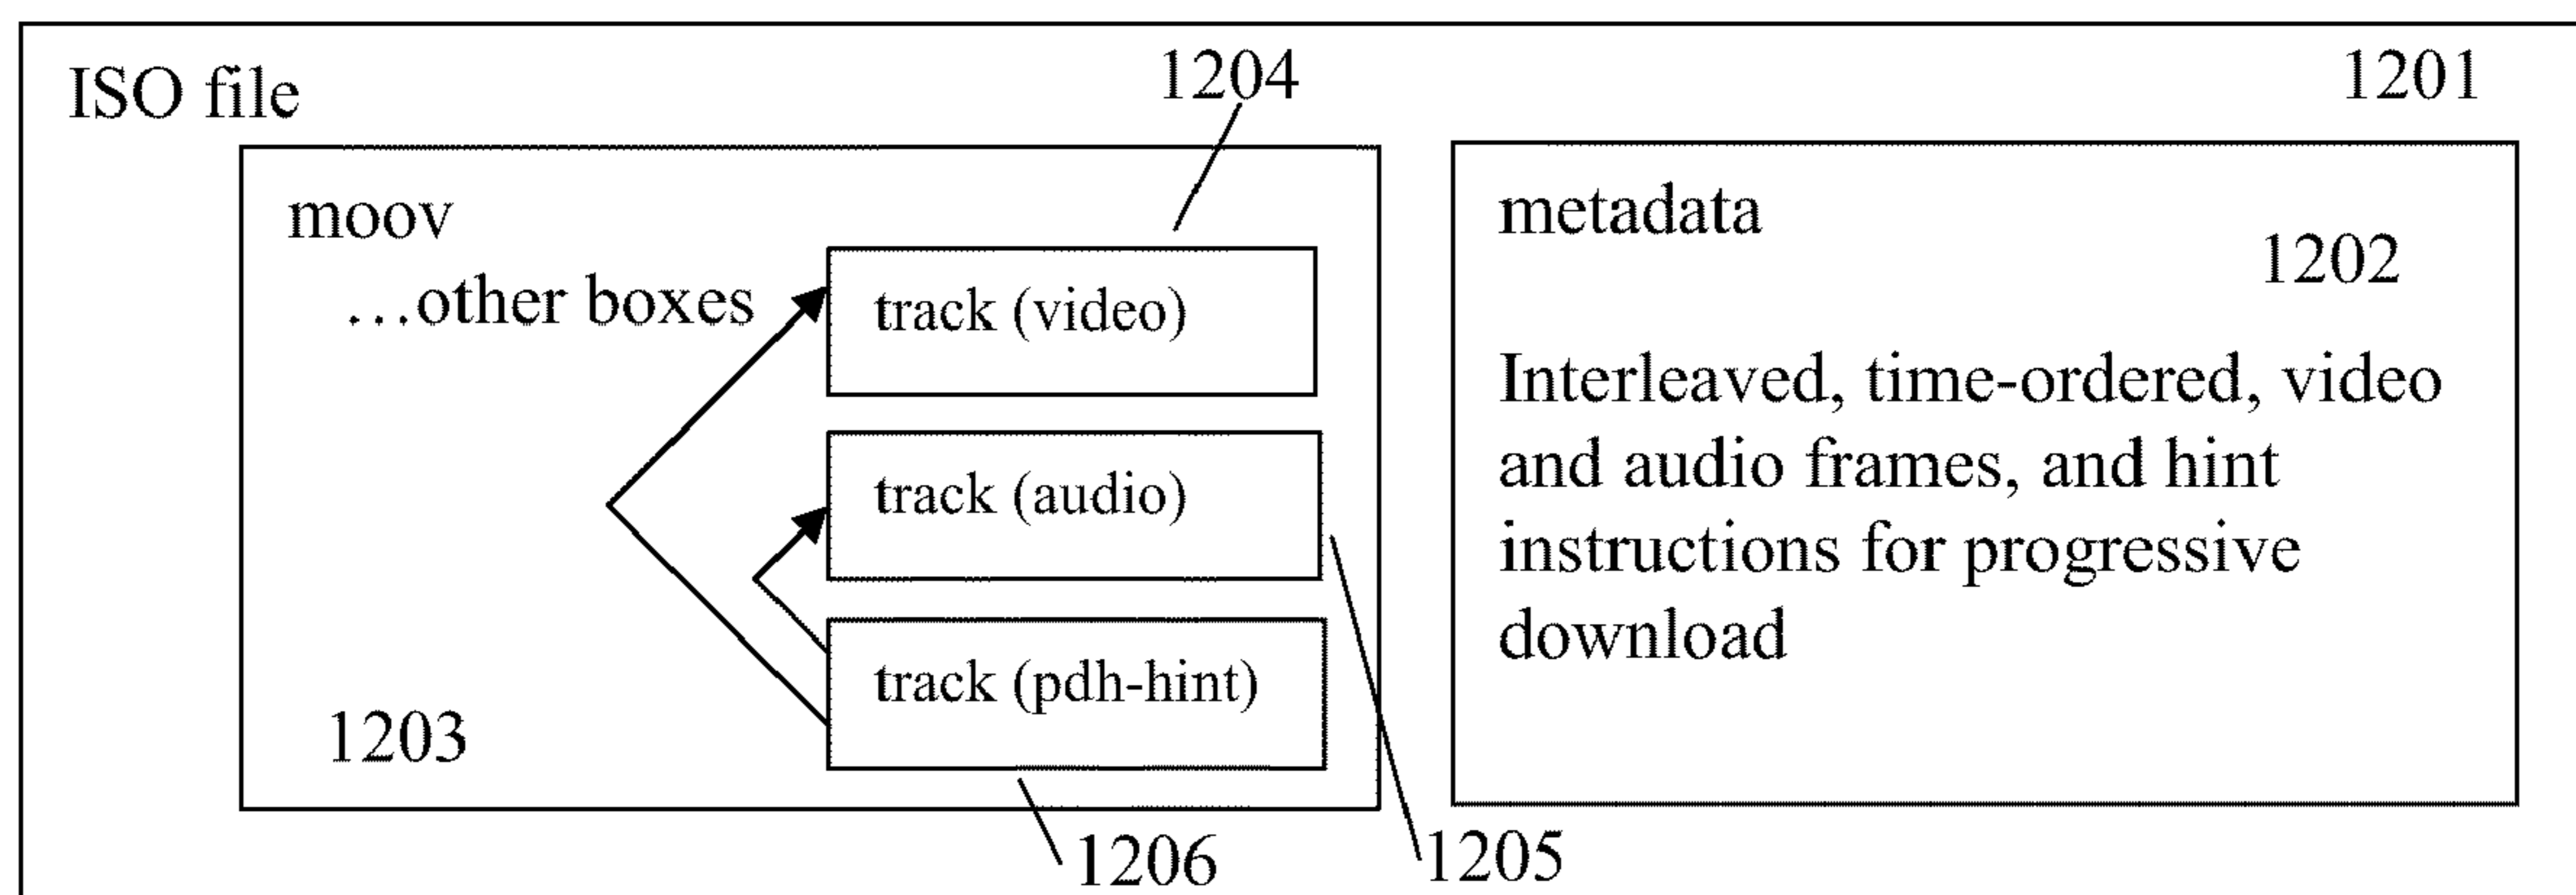 ISO file
1204
1201
moov
…other boxes
track (video)
track (audio)
track (pdh-hint)
1203
1206
1205
metadata
1202
Interleaved, time-ordered, video
and audio frames, and hint
instructions for progressive
download